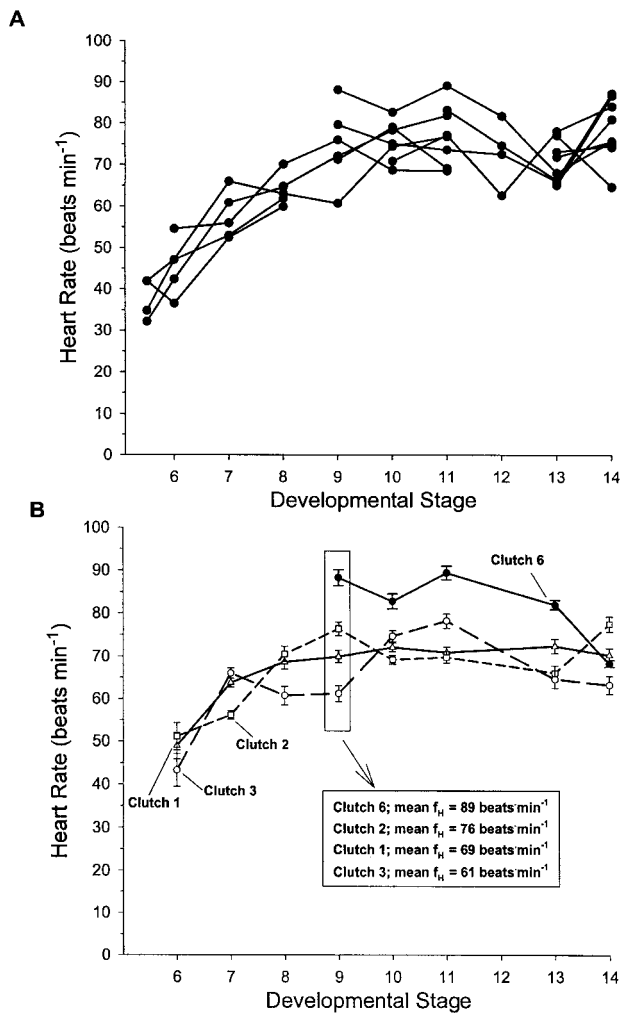 A
100
90
80
70
60
50
40
30
20
10
0
Heart Rate (beats min⁻¹)
6 7 8 9 10 11 12 13 14
Developmental Stage
B
100
90
80
70
60
50
40
30
20
10
0
Heart Rate (beats min⁻¹)
Clutch 6
Clutch 2
Clutch 3
Clutch 1
Clutch 6; mean fH = 89 beats·min⁻¹
Clutch 2; mean fH = 76 beats·min⁻¹
Clutch 1; mean fH = 69 beats·min⁻¹
Clutch 3; mean fH = 61 beats·min⁻¹
6 7 8 9 10 11 12 13 14
Developmental Stage